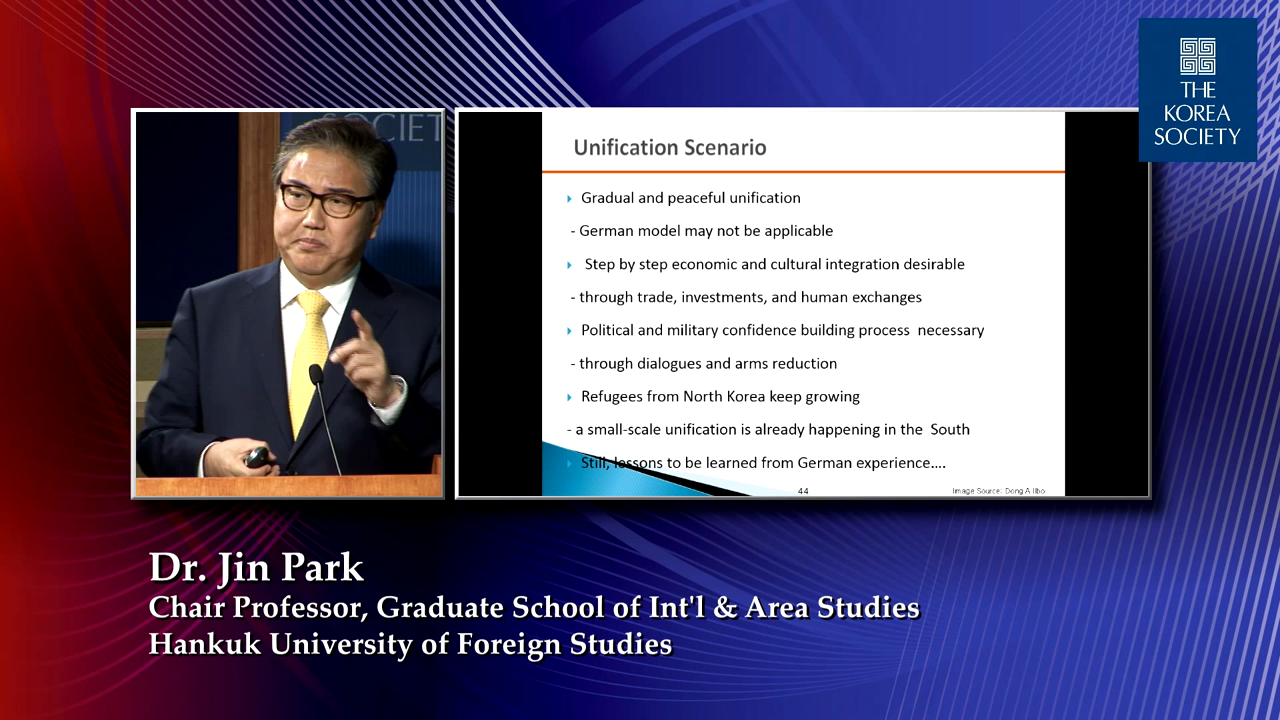 THE
KOREA
SOCIETY
SOCIET
Unification Scenario
Gradual and peaceful unification
- German model may not be applicable
Step by step economic and cultural integration desirable
- through trade, investments, and human exchanges
Political and military confidence building process necessary
- through dialogues and arms reduction
Refugees from North Korea keep growing
- a small-scale unification is already happening in the South
Still, lessons to be learned from German experience....
44
Image Source: Dong A Ilbo
Dr. Jin Park
Chair Professor, Graduate School of Int'l & Area Studies
Hankuk University of Foreign Studies